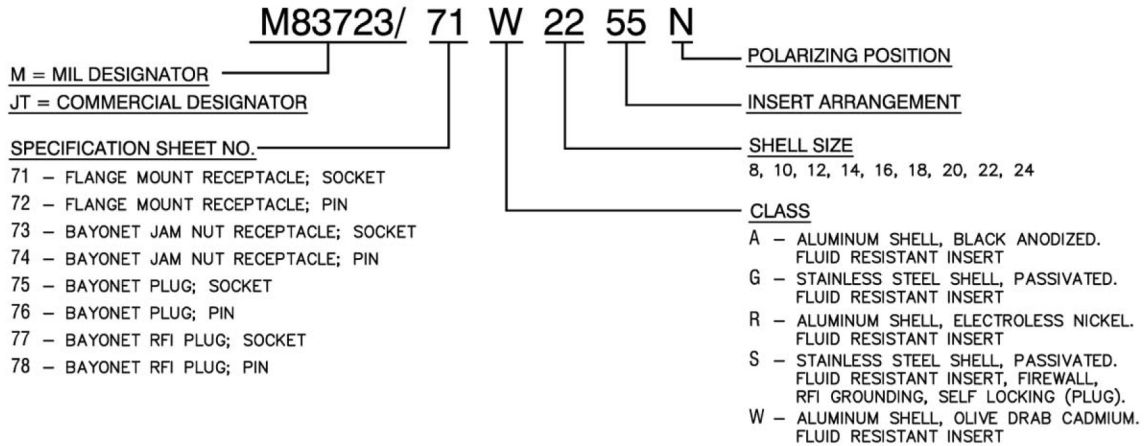 M83723/ 71 W 22 55 N
M = MIL DESIGNATOR
JT = COMMERCIAL DESIGNATOR
SPECIFICATION SHEET NO.
71 – FLANGE MOUNT RECEPTACLE; SOCKET
72 – FLANGE MOUNT RECEPTACLE; PIN
73 – BAYONET JAM NUT RECEPTACLE; SOCKET
74 – BAYONET JAM NUT RECEPTACLE; PIN
75 – BAYONET PLUG; SOCKET
76 – BAYONET PLUG; PIN
77 – BAYONET RFI PLUG; SOCKET
78 – BAYONET RFI PLUG; PIN
POLARIZING POSITION
INSERT ARRANGEMENT
SHELL SIZE
8, 10, 12, 14, 16, 18, 20, 22, 24
CLASS
A – ALUMINUM SHELL, BLACK ANODIZED.
FLUID RESISTANT INSERT
G – STAINLESS STEEL SHELL, PASSIVATED.
FLUID RESISTANT INSERT
R – ALUMINUM SHELL, ELECTROLESS NICKEL.
FLUID RESISTANT INSERT
S – STAINLESS STEEL SHELL, PASSIVATED.
FLUID RESISTANT INSERT, FIREWALL,
RFI GROUNDING, SELF LOCKING (PLUG).
W – ALUMINUM SHELL, OLIVE DRAB CADMIUM.
FLUID RESISTANT INSERT